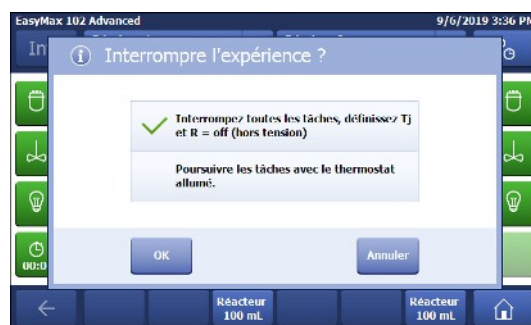 EasyMax 102 Advanced 9/6/2019 3:36 PM
Interrompre l'expérience ?
Interrompez toutes les tâches, définissez Tj
et R = off (hors tension)
Poursuivre les tâches avec le thermostat
allumé.
OK Annuler
Réacteur Réacteur
100 mL 100 mL